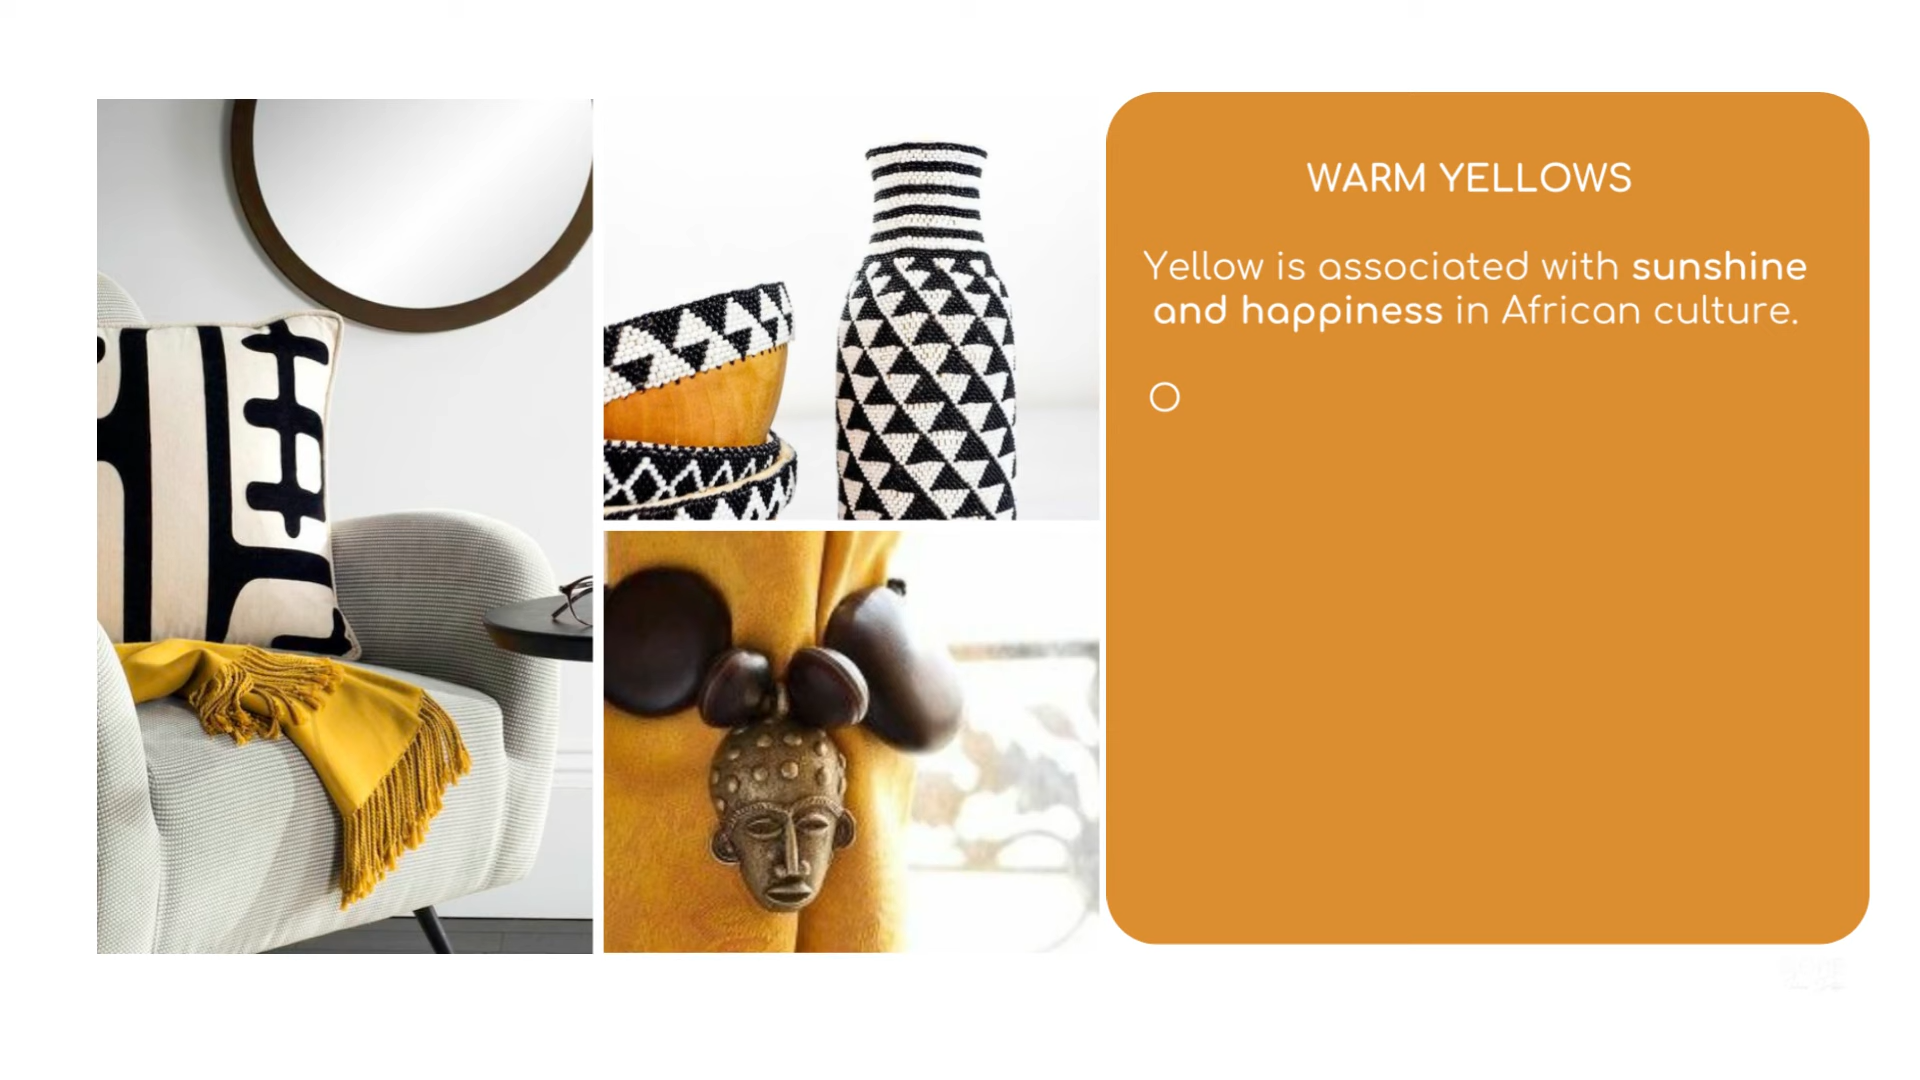 WARM YELLOWS
Yellow is associated with sunshine
and happiness in African culture.
O